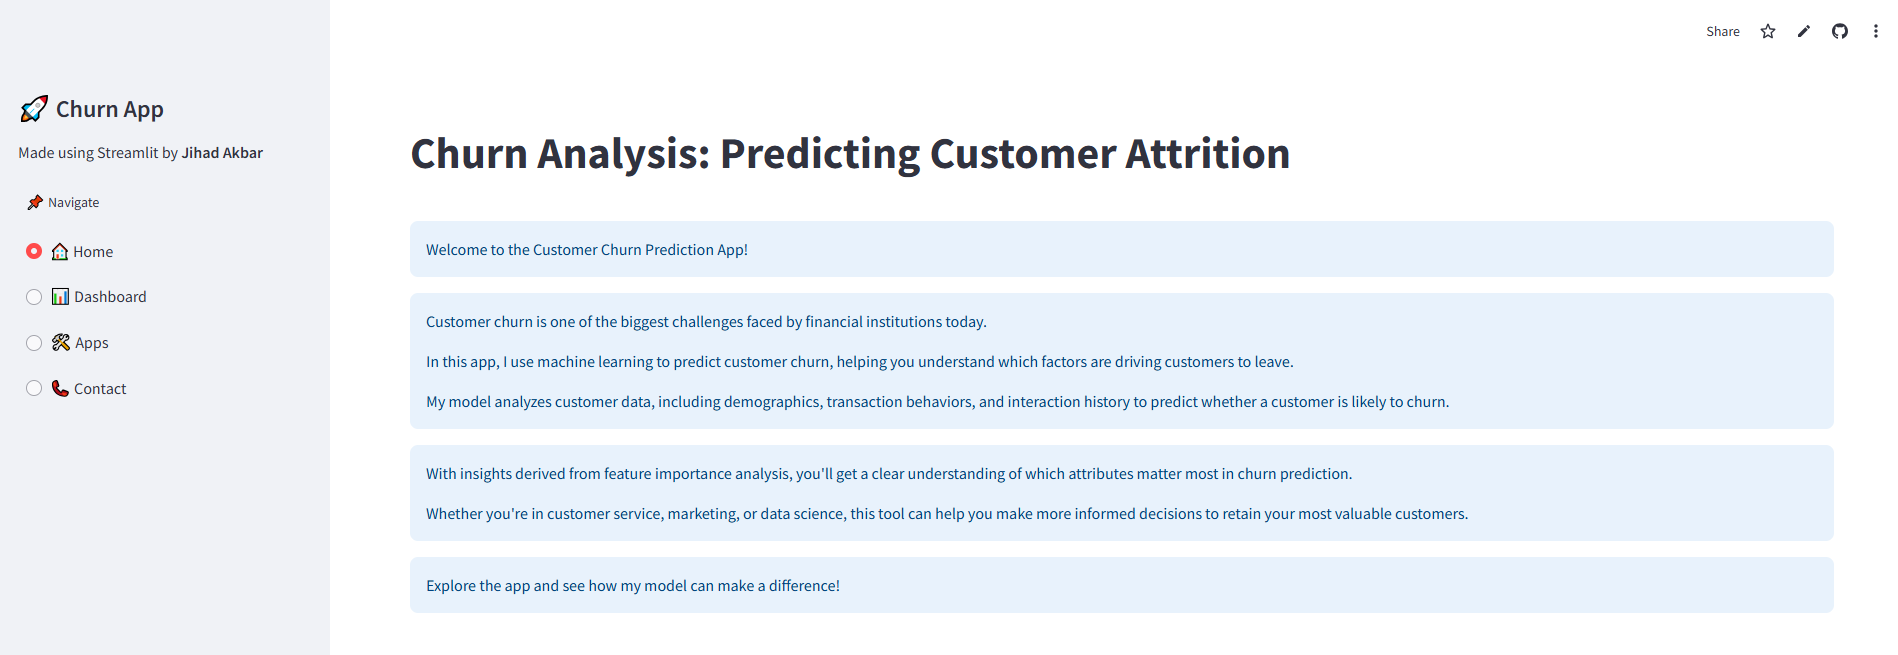 Share
Churn App
Made using Streamlit by Jihad Akbar
Navigate
Home
Dashboard
Apps
Contact
Churn Analysis: Predicting Customer Attrition
Welcome to the Customer Churn Prediction App!
Customer churn is one of the biggest challenges faced by financial institutions today.
In this app, I use machine learning to predict customer churn, helping you understand which factors are driving customers to leave.
My model analyzes customer data, including demographics, transaction behaviors, and interaction history to predict whether a customer is likely to churn.
With insights derived from feature importance analysis, you'll get a clear understanding of which attributes matter most in churn prediction.
Whether you're in customer service, marketing, or data science, this tool can help you make more informed decisions to retain your most valuable customers.
Explore the app and see how my model can make a difference!